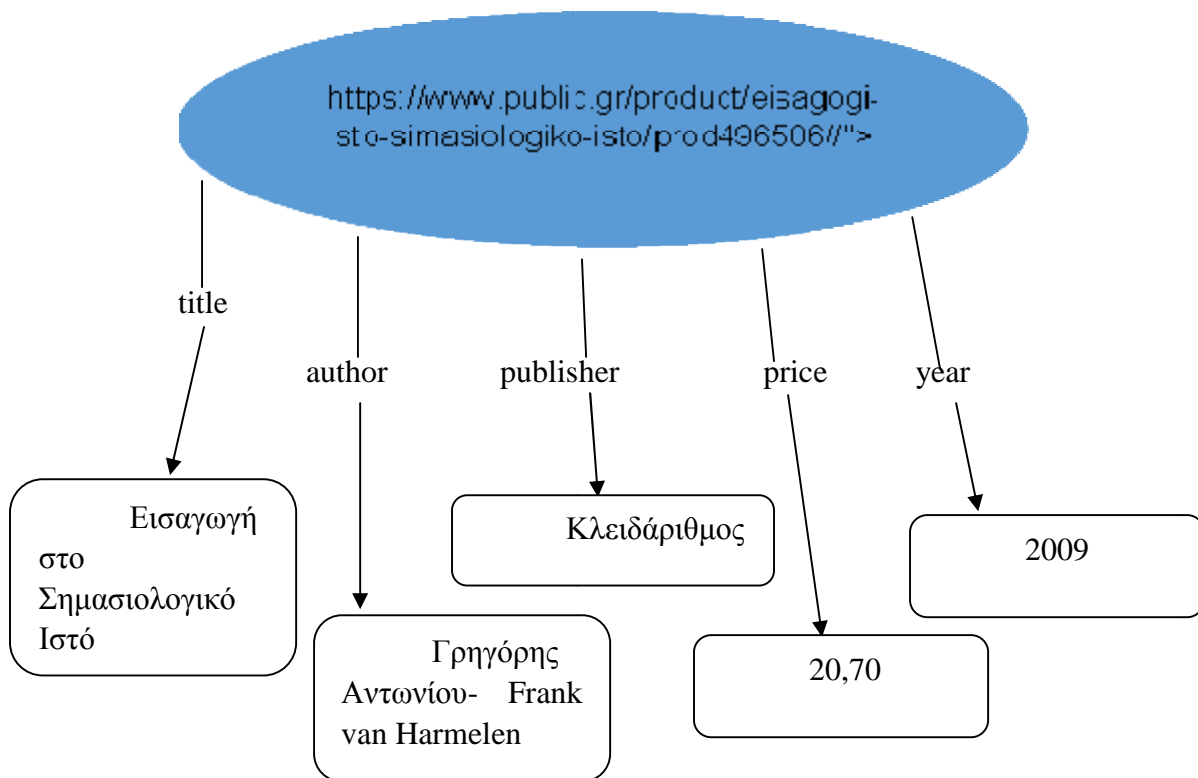 https://www.public.gr/product/eisagogi-
sto-simasiologiko-isto/prod496506//">
title
author
publisher
price
year
Εισαγωγή
στο
Σημασιολογικό
Ιστό
Γρηγόρης
Αντωνίου- Frank
van Harmelen
Κλειδάριθμος
20,70
2009